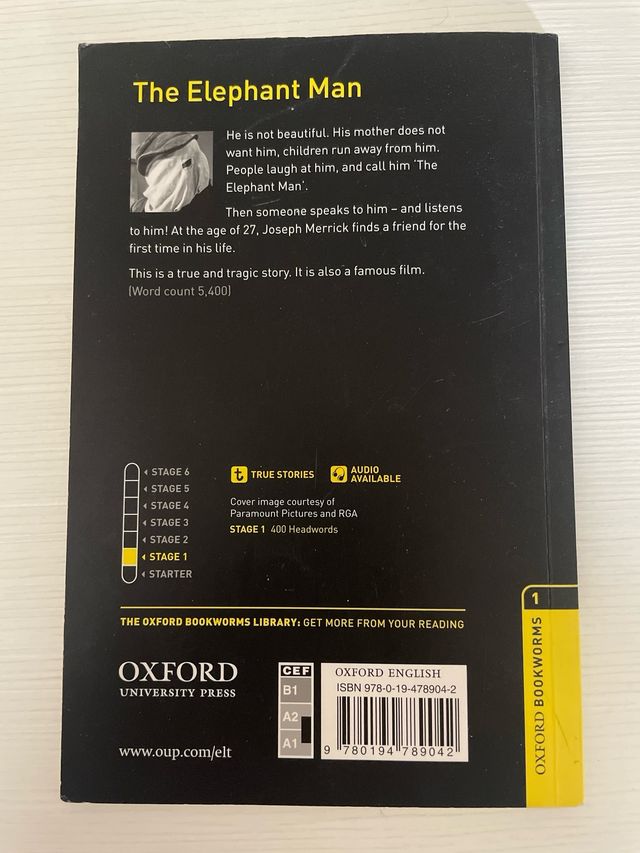 The Elephant Man
He is not beautiful. His mother does not
want him, children run away from him.
People laugh at him, and call him ‘The
Elephant Man’.
Then someone speaks to him – and listens
to him! At the age of 27, Joseph Merrick finds a friend for the
first time in his life.
This is a true and tragic story. It is also a famous film.
(Word count 5,400)
STAGE 6
STAGE 5
STAGE 4
STAGE 3
STAGE 2
STAGE 1
STARTER
t TRUE STORIES
AUDIO
AVAILABLE
Cover image courtesy of
Paramount Pictures and RGA
STAGE 1 400 Headwords
THE OXFORD BOOKWORMS LIBRARY: GET MORE FROM YOUR READING
OXFORD
UNIVERSITY PRESS
www.oup.com/elt
CEF
B1
A2
A1
OXFORD ENGLISH
ISBN 978-0-19-478904-2
9 780194 789042
1
OXFORD BOOKWORMS